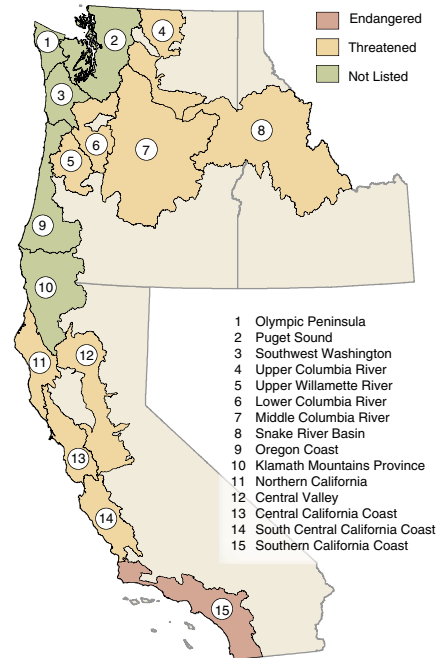 Endangered
Threatened
Not Listed
1
2
4
3
6
5
7
8
9
10
11
12
13
14
15
1 Olympic Peninsula
2 Puget Sound
3 Southwest Washington
4 Upper Columbia River
5 Upper Willamette River
6 Lower Columbia River
7 Middle Columbia River
8 Snake River Basin
9 Oregon Coast
10 Klamath Mountains Province
11 Northern California
12 Central Valley
13 Central California Coast
14 South Central California Coast
15 Southern California Coast